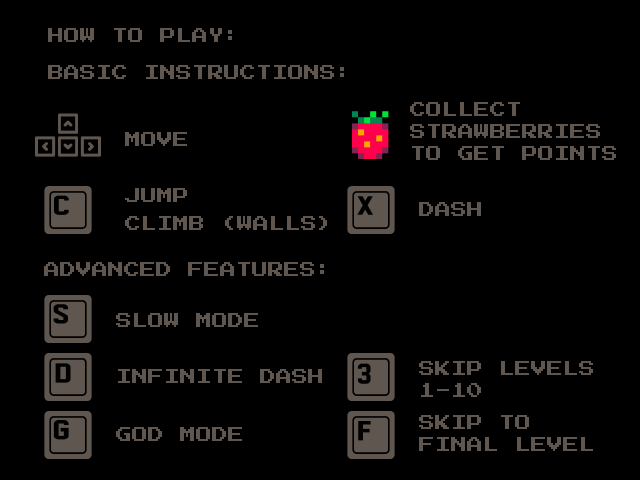 HOW TO PLAY:
BASIC INSTRUCTIONS:
MOVE
COLLECT
STRAWBERRIES
TO GET POINTS
C
JUMP
CLIMB (WALLS)
X
DASH
ADVANCED FEATURES:
S
SLOW MODE
D
INFINITE DASH
3
SKIP LEVELS
1-10
G
GOD MODE
F
SKIP TO
FINAL LEVEL